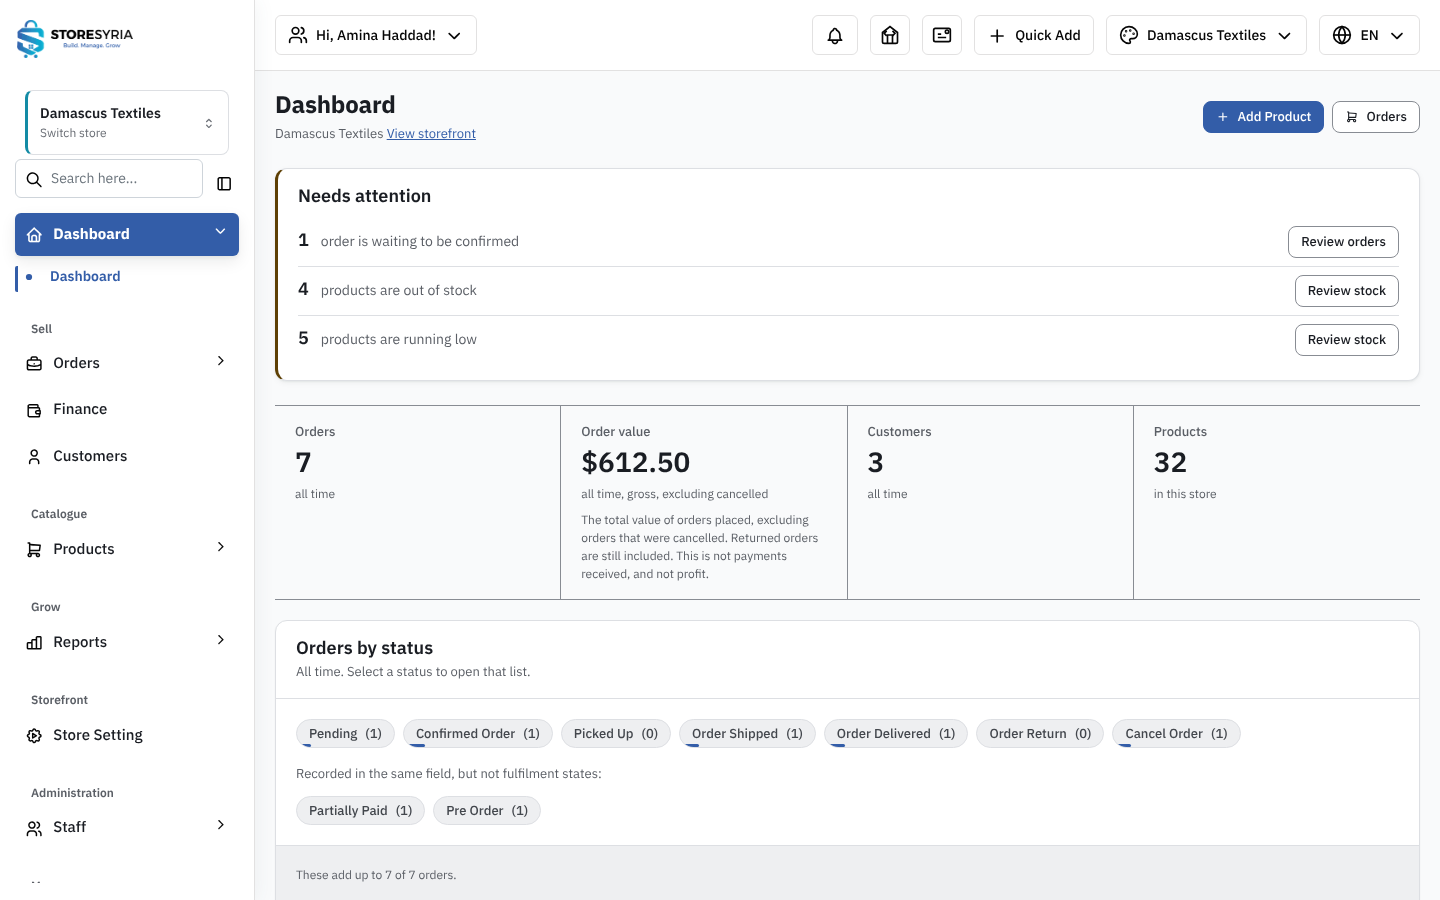 STORESYRIA
Build. Manage. Grow
Hi, Amina Haddad!
Quick Add
Damascus Textiles
EN
Damascus Textiles
Switch store
Search here...
Dashboard
Dashboard
Sell
Orders
Finance
Customers
Catalogue
Products
Grow
Reports
Storefront
Store Setting
Administration
Staff
Dashboard
Damascus Textiles View storefront
Add Product
Orders
Needs attention
1 order is waiting to be confirmed
Review orders
4 products are out of stock
Review stock
5 products are running low
Review stock
Orders
7
all time
Order value
$612.50
all time, gross, excluding cancelled
The total value of orders placed, excluding
orders that were cancelled. Returned orders
are still included. This is not payments
received, and not profit.
Customers
3
all time
Products
32
in this store
Orders by status
All time. Select a status to open that list.
Pending (1)
Confirmed Order (1)
Picked Up (0)
Order Shipped (1)
Order Delivered (1)
Order Return (0)
Cancel Order (1)
Recorded in the same field, but not fulfilment states:
Partially Paid (1)
Pre Order (1)
These add up to 7 of 7 orders.